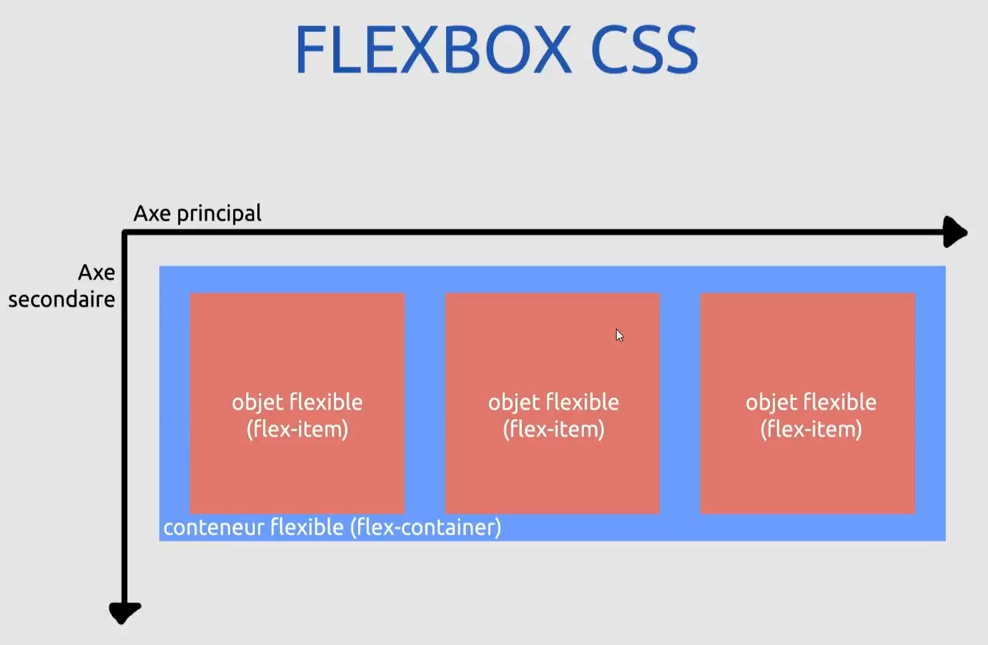 FLEXBOX CSS
Axe principal
Axe
secondaire
objet flexible
(flex-item)
objet flexible
(flex-item)
objet flexible
(flex-item)
conteneur flexible (flex-container)